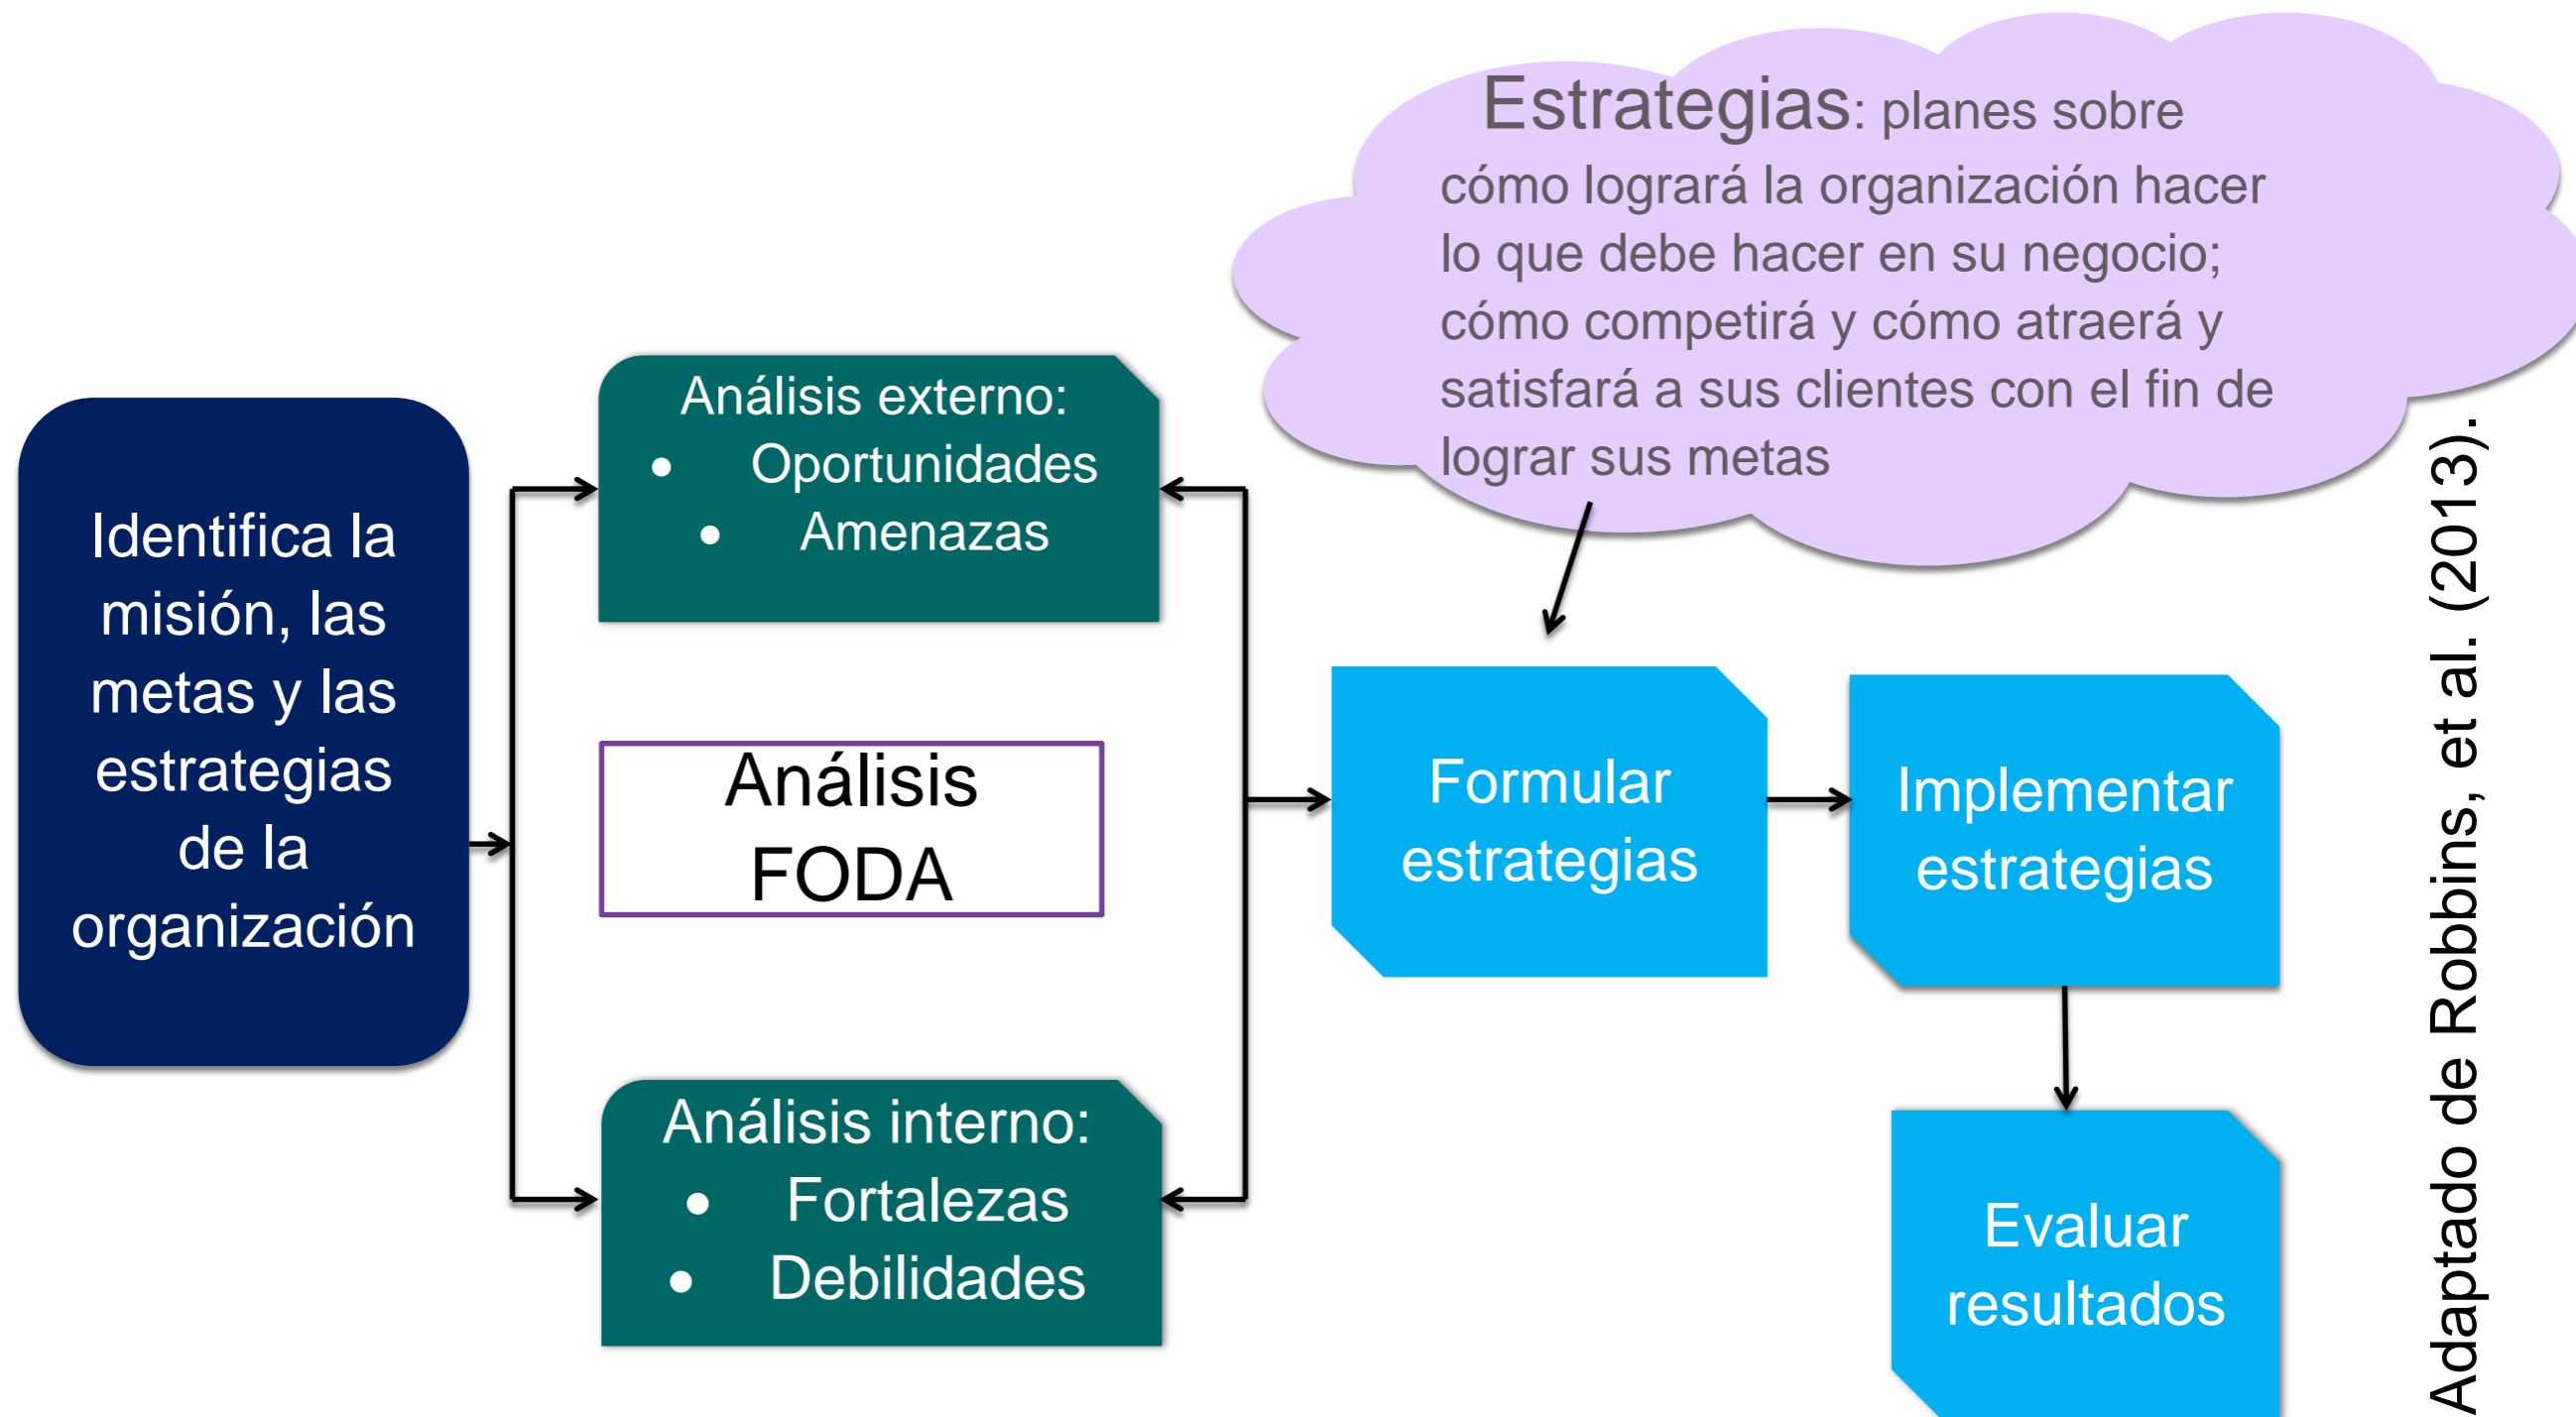 Estrategias: planes sobre
cómo logrará la organización hacer
lo que debe hacer en su negocio;
cómo competirá y cómo atraerá y
satisfará a sus clientes con el fin de
lograr sus metas
Identifica la
misión, las
metas y las
estrategias
de la
organización
Análisis externo:
• Oportunidades
• Amenazas
Análisis
FODA
Análisis interno:
• Fortalezas
• Debilidades
Formular
estrategias
Implementar
estrategias
Evaluar
resultados
Adaptado de Robbins, et al. (2013).